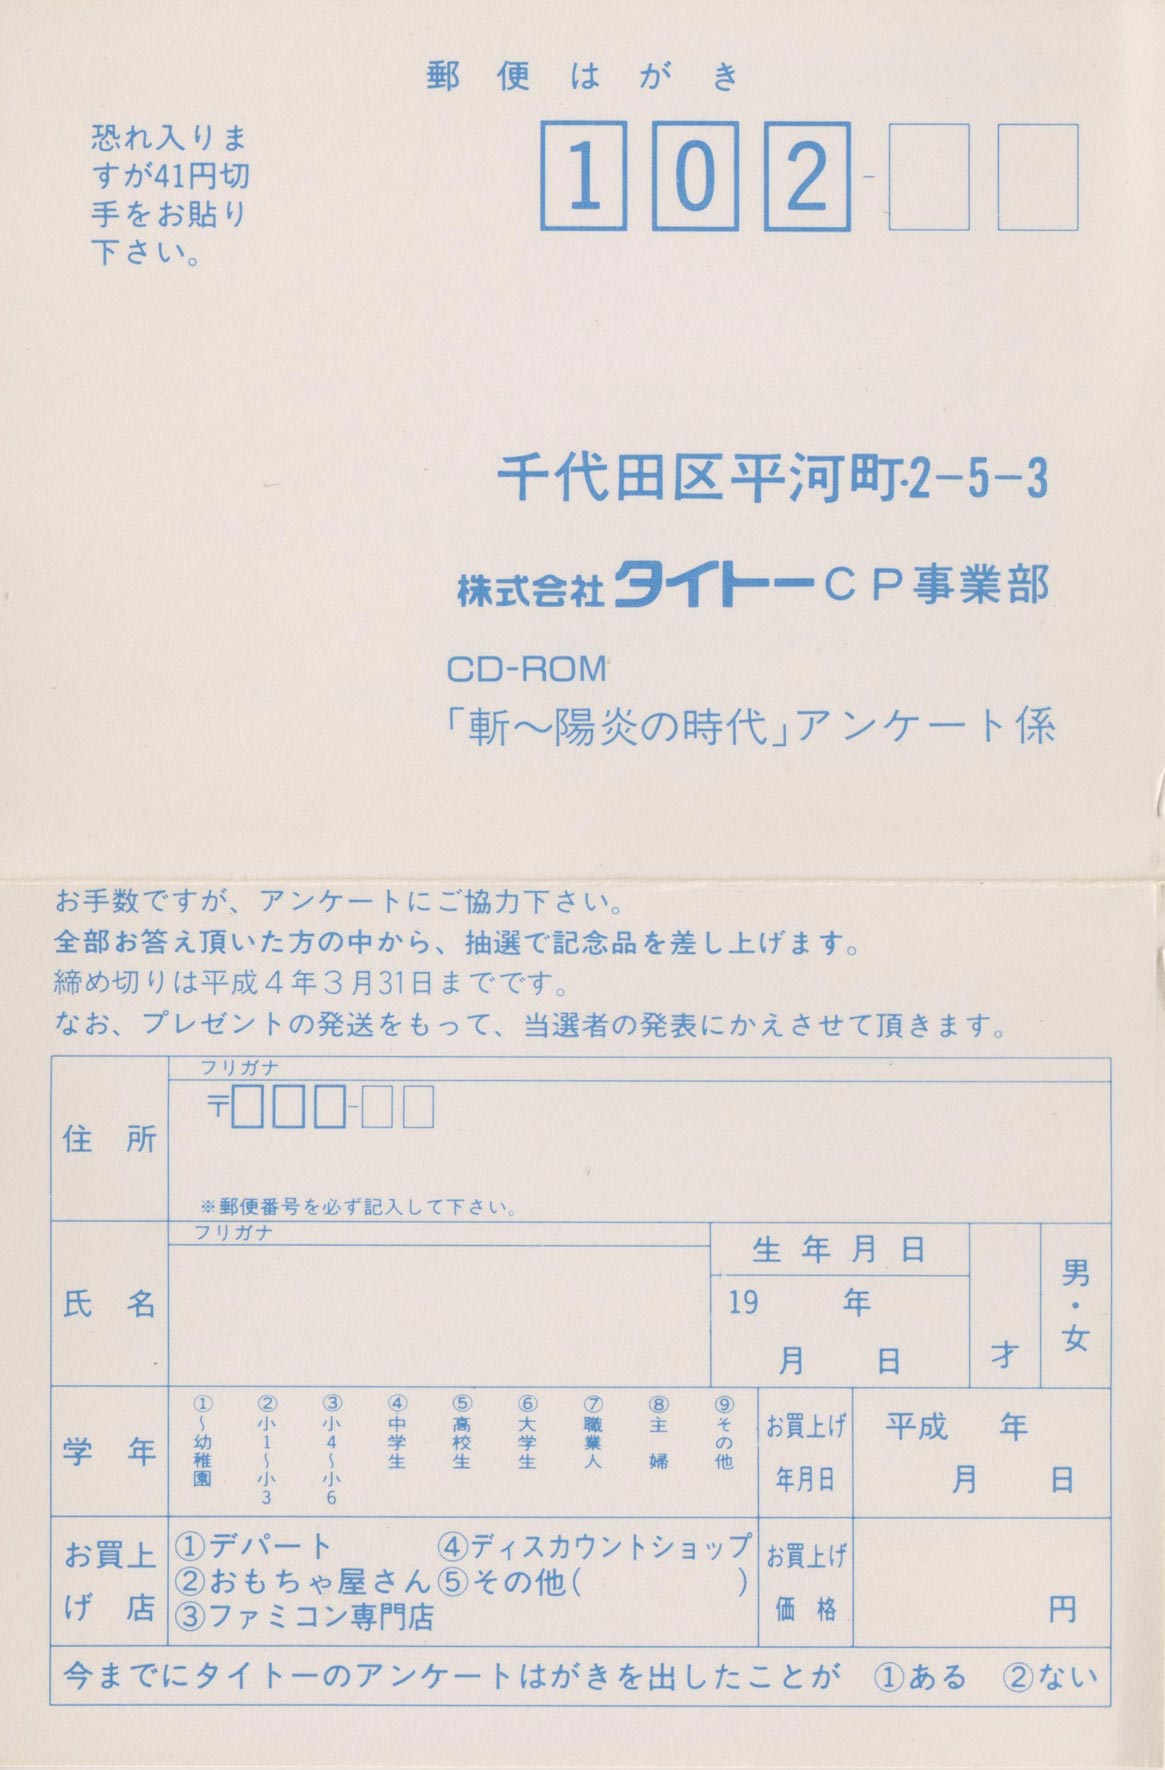 郵便はがき
恐れ入りま
すが41円切
手をお貼り
下さい。
102-
千代田区平河町・2-5-3
株式会社タイトーCP事業部
CD-ROM
「斬〜陽炎の時代」アンケート係
お手数ですが、アンケートにご協力下さい。
全部お答え頂いた方の中から、抽選で記念品を差し上げます。
締め切りは平成4年3月31日までです。
なお、プレゼントの発送をもって、当選者の発表にかえさせて頂きます。
住所
フリガナ
〒□□□-□□
※郵便番号を必ず記入して下さい。
氏名
フリガナ
生年月日
19 年
月 日
才
男・女
学年
①〜幼稚園
②小1〜小3
③小4〜小6
④中学生
⑤高校生
⑥大学生
⑦職業人
⑧主婦
⑨その他
お買上げ
年月日
平成 年
月 日
お買上
げ店
①デパート ④ディスカウントショップ
②おもちゃ屋さん⑤その他( )
③ファミコン専門店
お買上げ
価格
円
今までにタイトーのアンケートはがきを出したことが ①ある ②ない